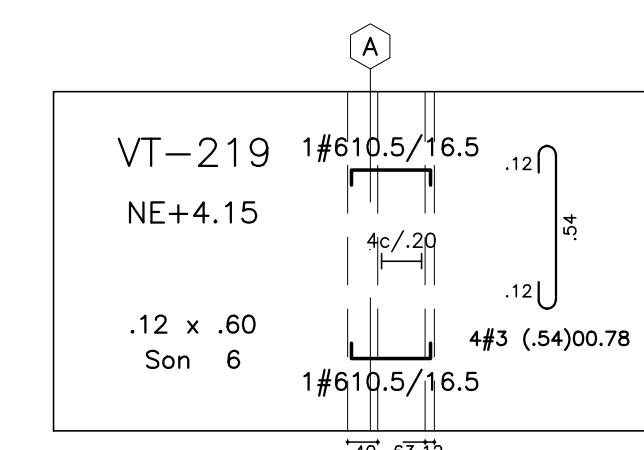 A
VT-219
1#610.5/16.5
.12
NE+4.15
.54
4c/.20
.12
.12 x .60
4#3 (.54)00.78
Son 6
1#610.5/16.5